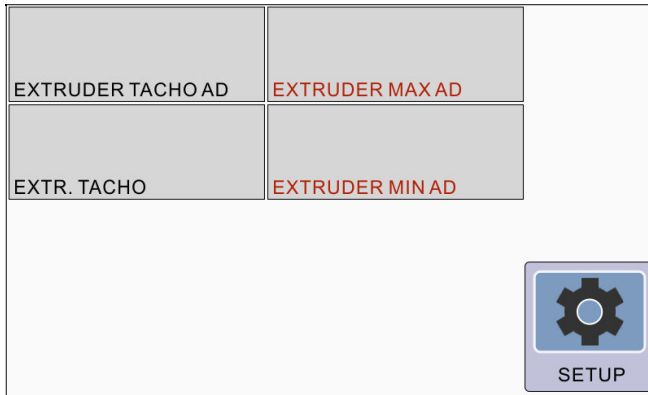 EXTRUDER TACHO AD
EXTRUDER MAX AD
EXTR. TACHO
EXTRUDER MIN AD
SETUP